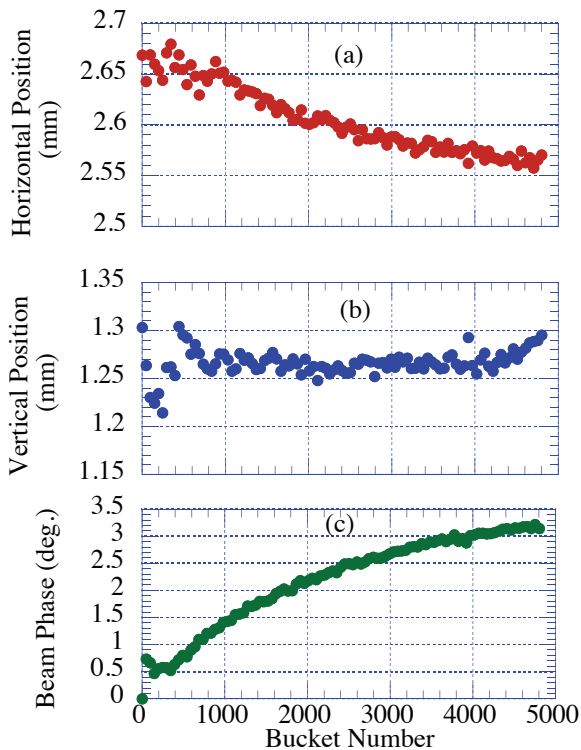 2.7
(a)
2.65
2.6
2.55
2.5
Horizontal Position
(mm)
1.35
(b)
1.3
1.25
1.2
1.15
Vertical Position
(mm)
3.5
(c)
3
2.5
2
1.5
1
0.5
0
Beam Phase (deg.)
0 1000 2000 3000 4000 5000
Bucket Number